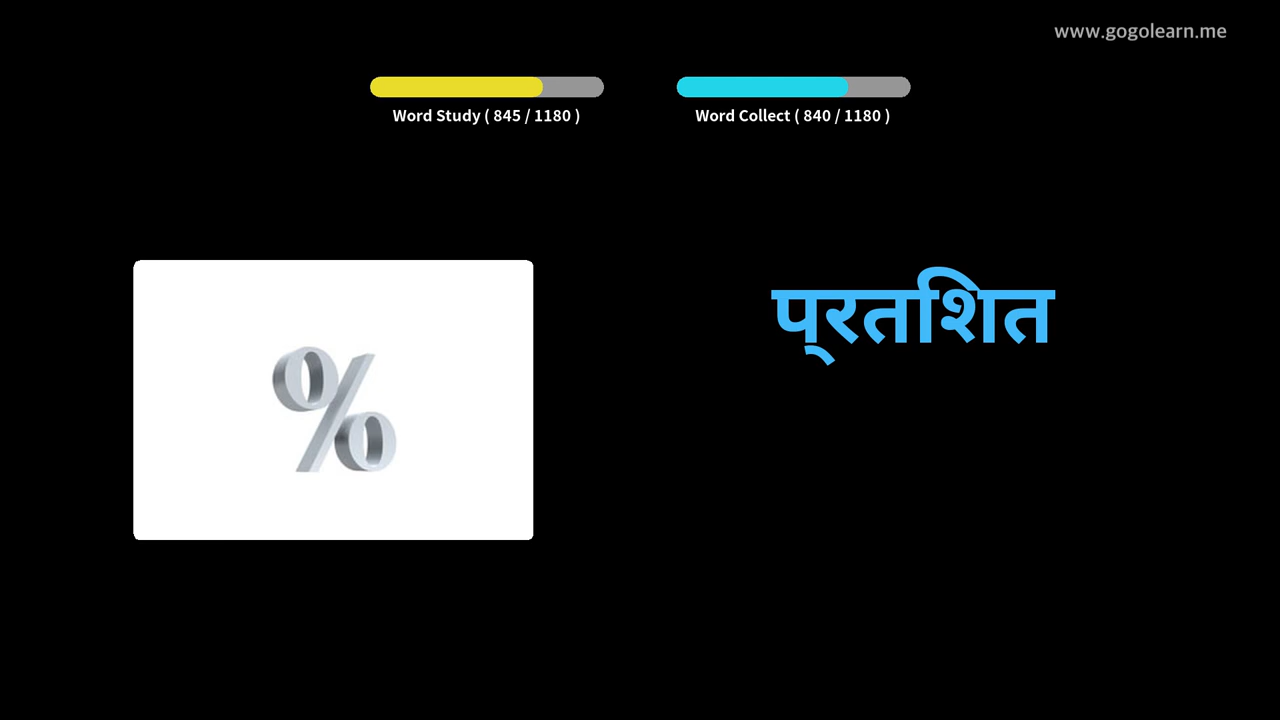 www.gogolearn.me
Word Study ( 845 / 1180 )
Word Collect ( 840 / 1180 )
%
प्रतिशत